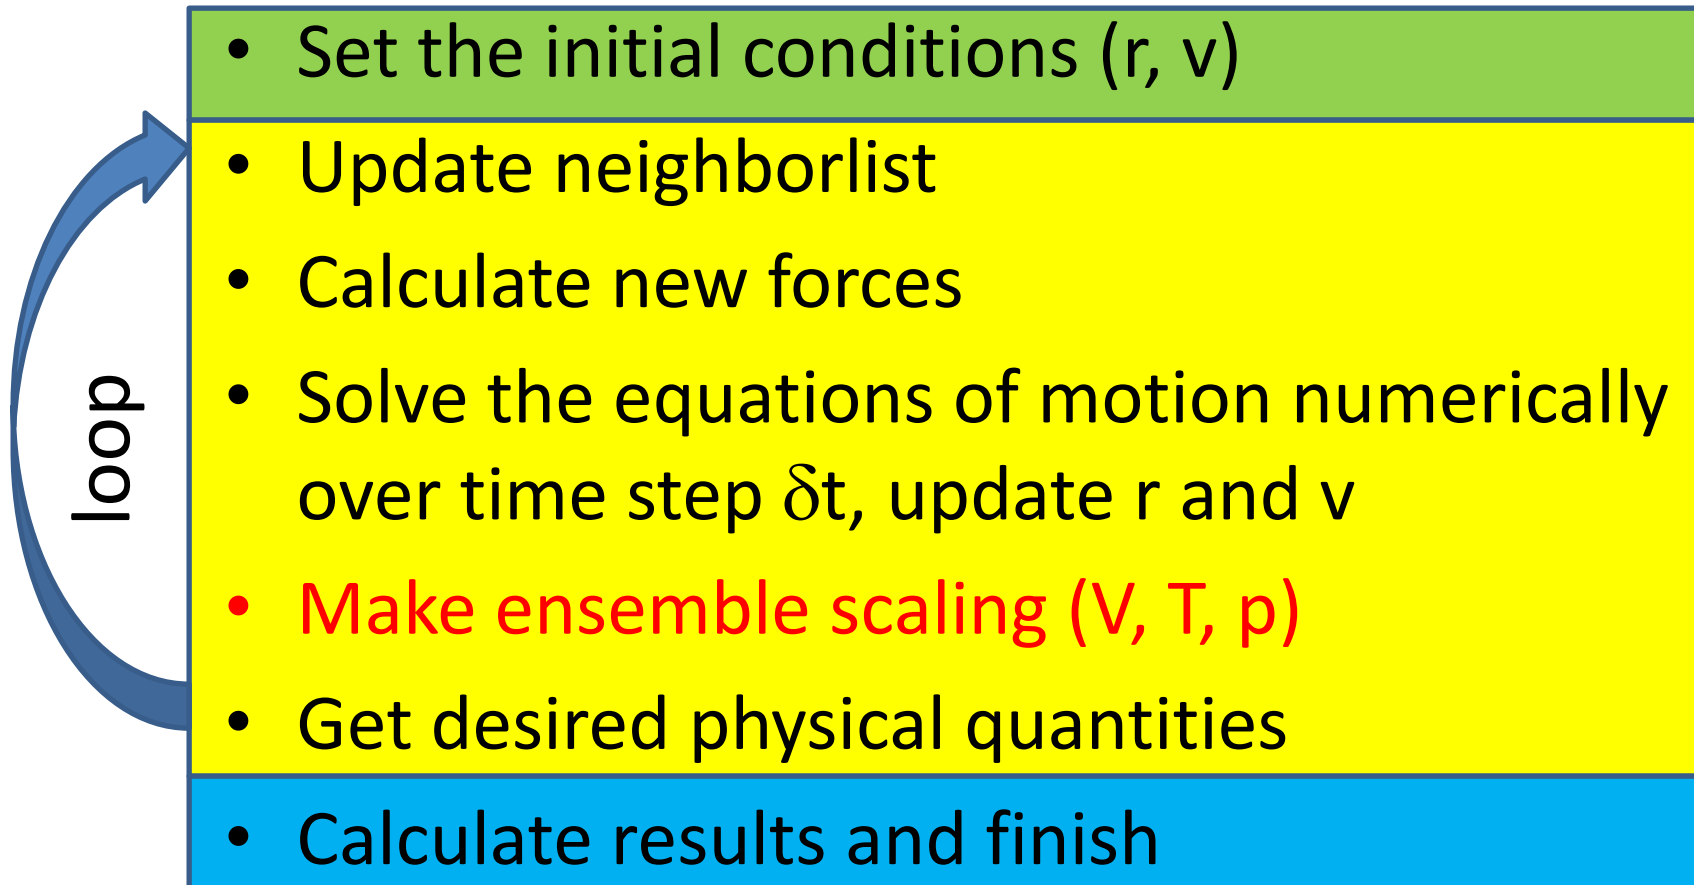 • Set the initial conditions (r, v)
• Update neighborlist
• Calculate new forces
• Solve the equations of motion numerically
over time step δt, update r and v
• Make ensemble scaling (V, T, p)
• Get desired physical quantities
• Calculate results and finish
loop